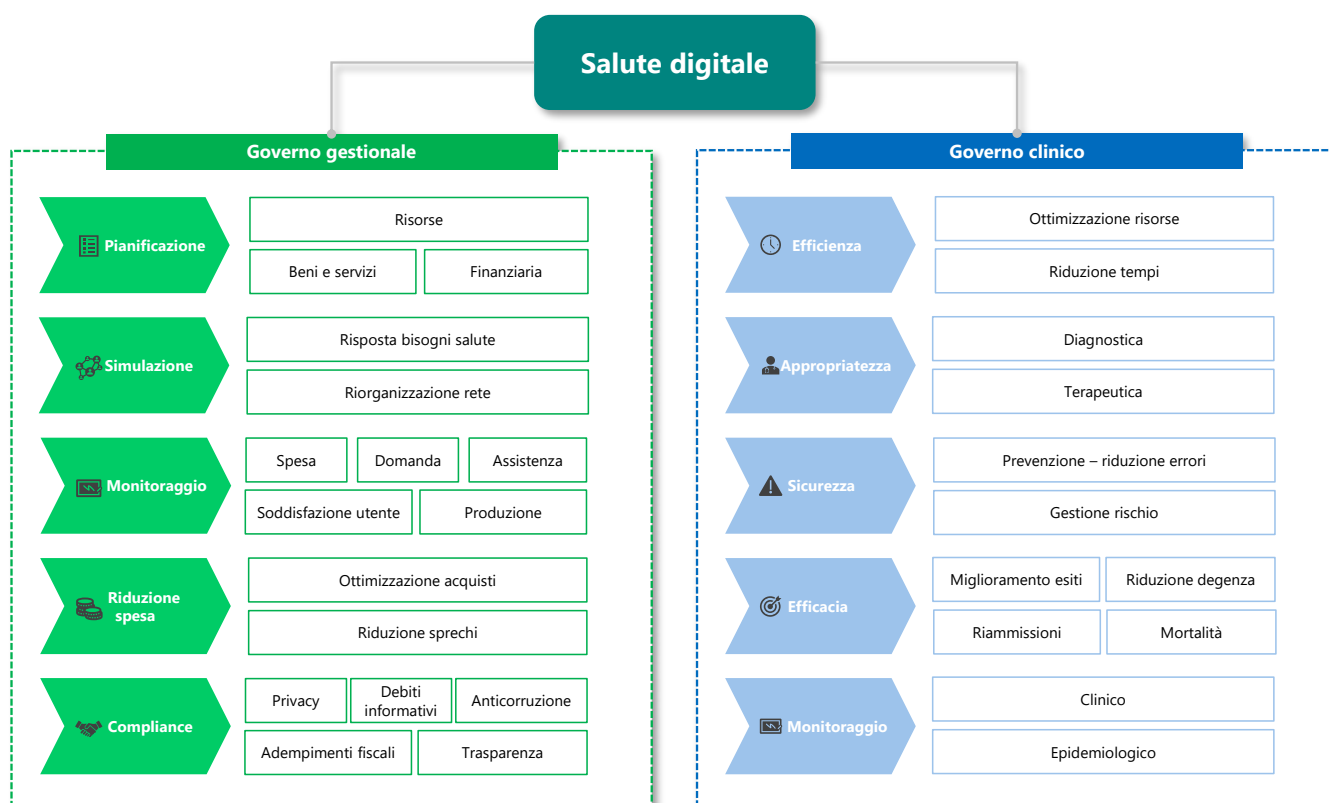 Salute digitale
Governo gestionale
Pianificazione
Risorse
Beni e servizi
Finanziaria
Simulazione
Risposta bisogni salute
Riorganizzazione rete
Monitoraggio
Spesa
Domanda
Assistenza
Soddisfazione utente
Produzione
Riduzione
spesa
Ottimizzazione acquisti
Riduzione sprechi
Compliance
Privacy
Debiti
informativi
Anticorruzione
Adempimenti fiscali
Trasparenza
Governo clinico
Efficienza
Ottimizzazione risorse
Riduzione tempi
Appropriatezza
Diagnostica
Terapeutica
Sicurezza
Prevenzione – riduzione errori
Gestione rischio
Efficacia
Miglioramento esiti
Riduzione degenza
Riammissioni
Mortalità
Monitoraggio
Clinico
Epidemiologico